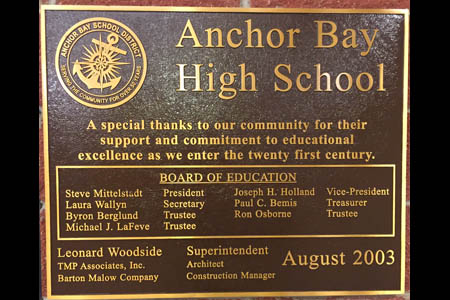 ANCHOR BAY SCHOOL DISTRICT
Anchor Bay
High School
A special thanks to our community for their
support and commitment to educational
excellence as we enter the twenty first century.
BOARD OF EDUCATION
Steve Mittelstadt President Joseph H. Holland Vice-President
Laura Wallyn Secretary Paul C. Bemis Treasurer
Byron Berglund Trustee Ron Osborne Trustee
Michael J. LaFeve Trustee
Leonard Woodside Superintendent August 2003
TMP Associates, Inc. Architect
Barton Malow Company Construction Manager